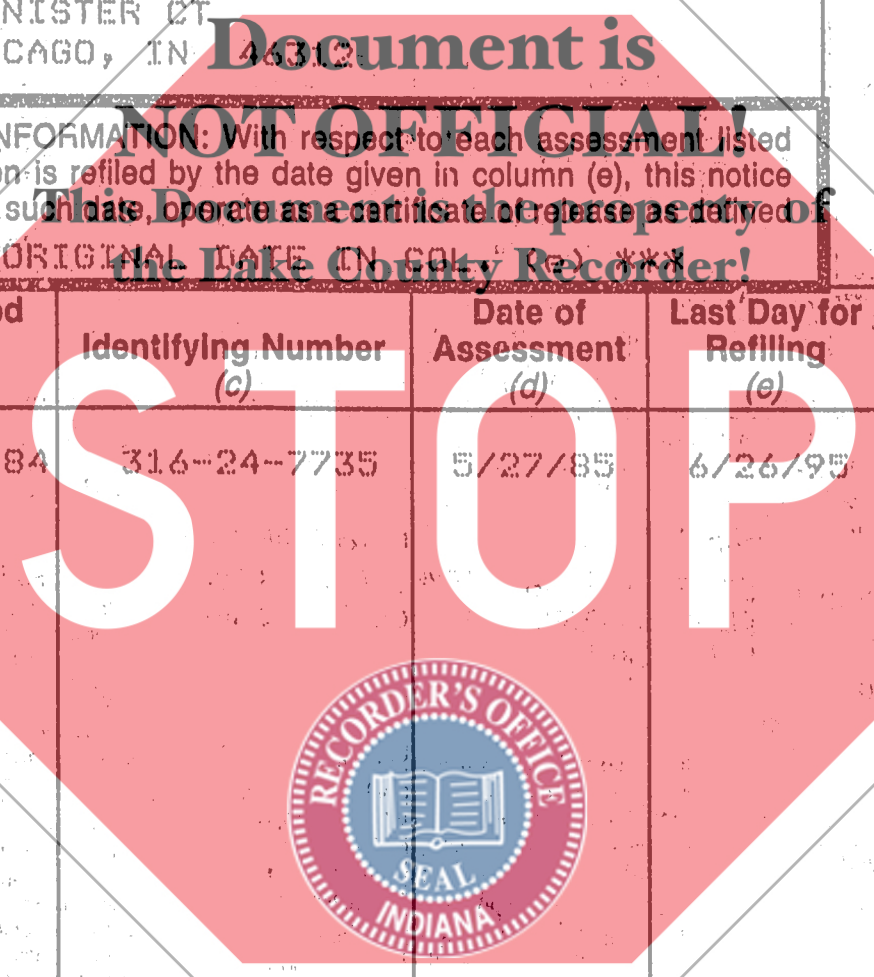 NISTER CT
CAGO, IN 46312
Document is
NFORMATION: With respect to each assessment listed
NOT OFFICIAL!
n is refiled by the date given in column (e), this notice
This Document is the property of
such date, operate as a certificate of release as defined
ORIGINAL DATE IN COL. (e) ***
the Lake County Recorder!
od
Identifying Number
(c)
Date of
Assessment
(d)
Last Day for
Refiling
(e)
84 316-24-7735 5/27/85 6/26/95
STOP
RECORDER'S OFFICE
SEAL
INDIANA